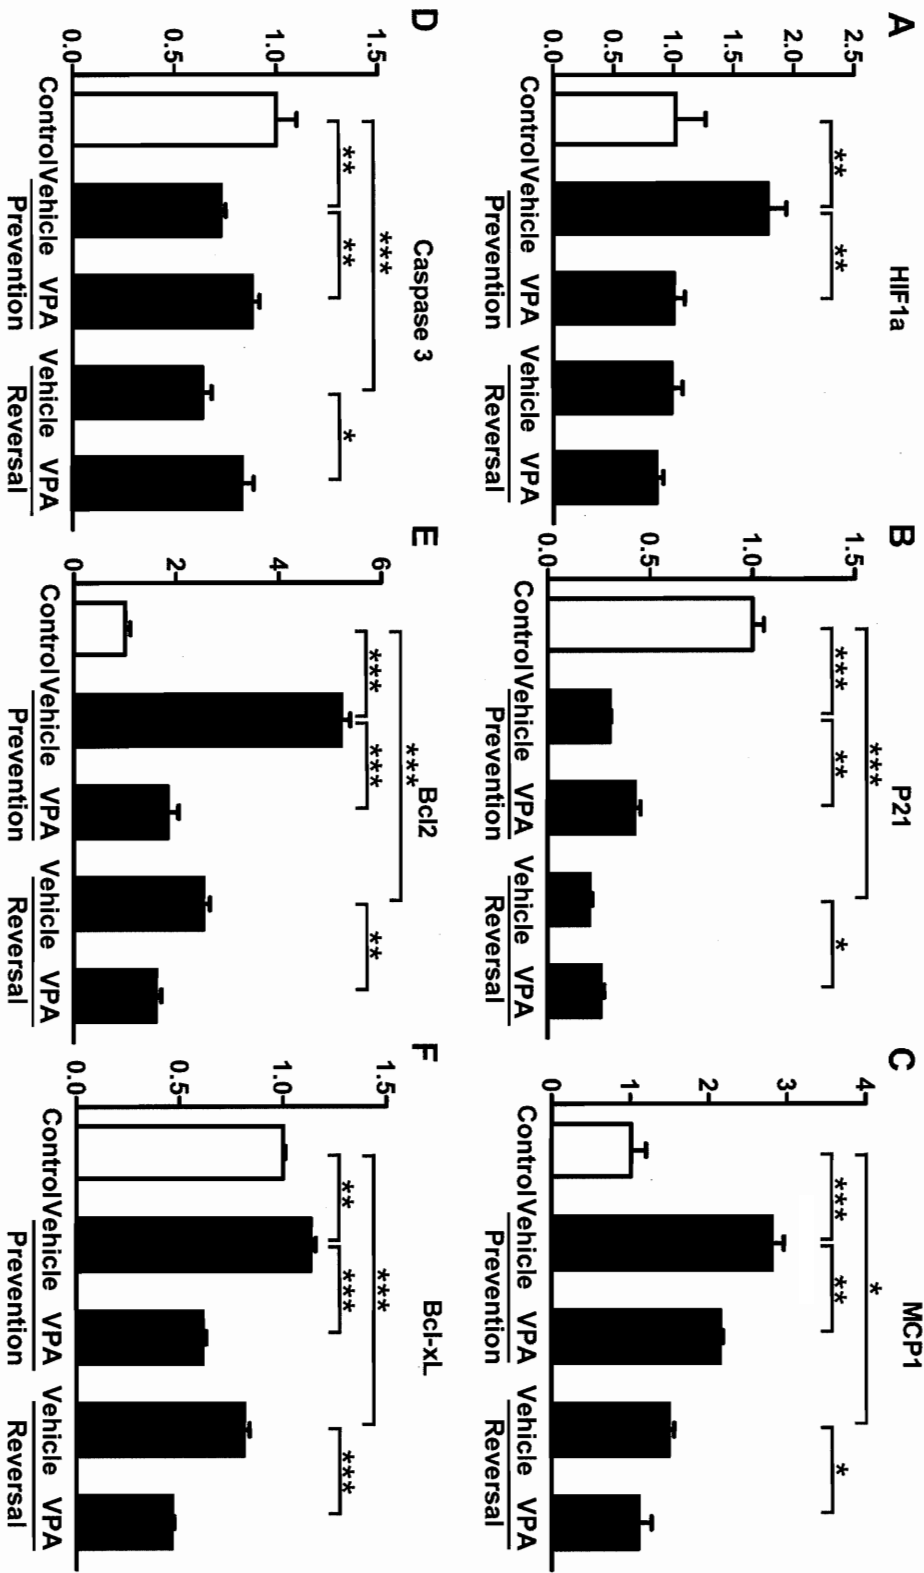 A
HIF1a
2.5
2.0
1.5
1.0
0.5
0.0
**
**
Control Vehicle VPA Vehicle VPA
Prevention Reversal
B
P21
1.5
1.0
0.5
0.0
***
***
**
*
Control Vehicle VPA Vehicle VPA
Prevention Reversal
C
MCP1
4
3
2
1
0
*
***
**
*
Control Vehicle VPA Vehicle VPA
Prevention Reversal
D
Caspase 3
1.5
1.0
0.5
0.0
***
**
**
*
Control Vehicle VPA Vehicle VPA
Prevention Reversal
E
Bcl2
6
4
2
0
***
***
***
**
Control Vehicle VPA Vehicle VPA
Prevention Reversal
F
Bcl-xL
1.5
1.0
0.5
0.0
***
**
***
***
Control Vehicle VPA Vehicle VPA
Prevention Reversal